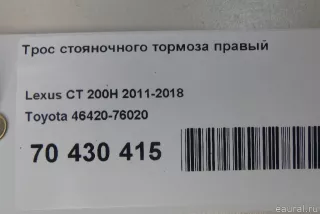 Трос стояночного тормоза правый
Lexus CT 200H 2011-2018
Toyota 46420-76020
70 430 415
eaural.ru